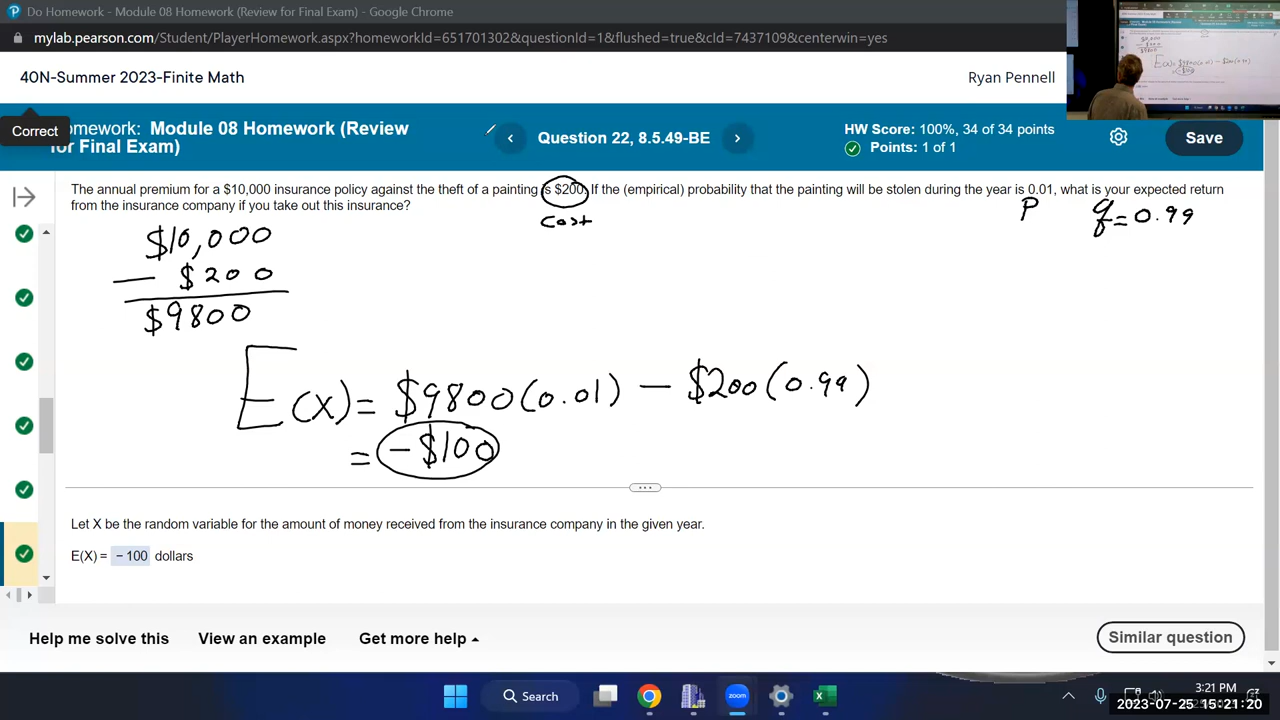 Do Homework - Module 08 Homework (Review for Final Exam) - Google Chrome
mylab.pearson.com/Student/PlayerHomework.aspx?homeworkId=
=1&flushed=true&cId=7437190&centerwin=yes
40N-Summer 2023-Finite Math
Ryan Pennell
Correct
omework: Module 08 Homework (Review
for Final Exam)
Question 22, 8.5.49-BE
HW Score: 100%, 34 of 34 points
Points: 1 of 1
Save
The annual premium for a $10,000 insurance policy against the theft of a painting is $200. If the (empirical) probability that the painting will be stolen during the year is 0.01, what is your expected return
from the insurance company if you take out this insurance?
cost
P q = 0.99
$10,000
— $200
$9800
E(X) = $9800(0.01) — $200(0.99)
= -$100
Let X be the random variable for the amount of money received from the insurance company in the given year.
E(X) = - 100 dollars
Help me solve this
View an example
Get more help
Similar question
Search
zoom
3:21 PM
2023-07-25 15:21:20